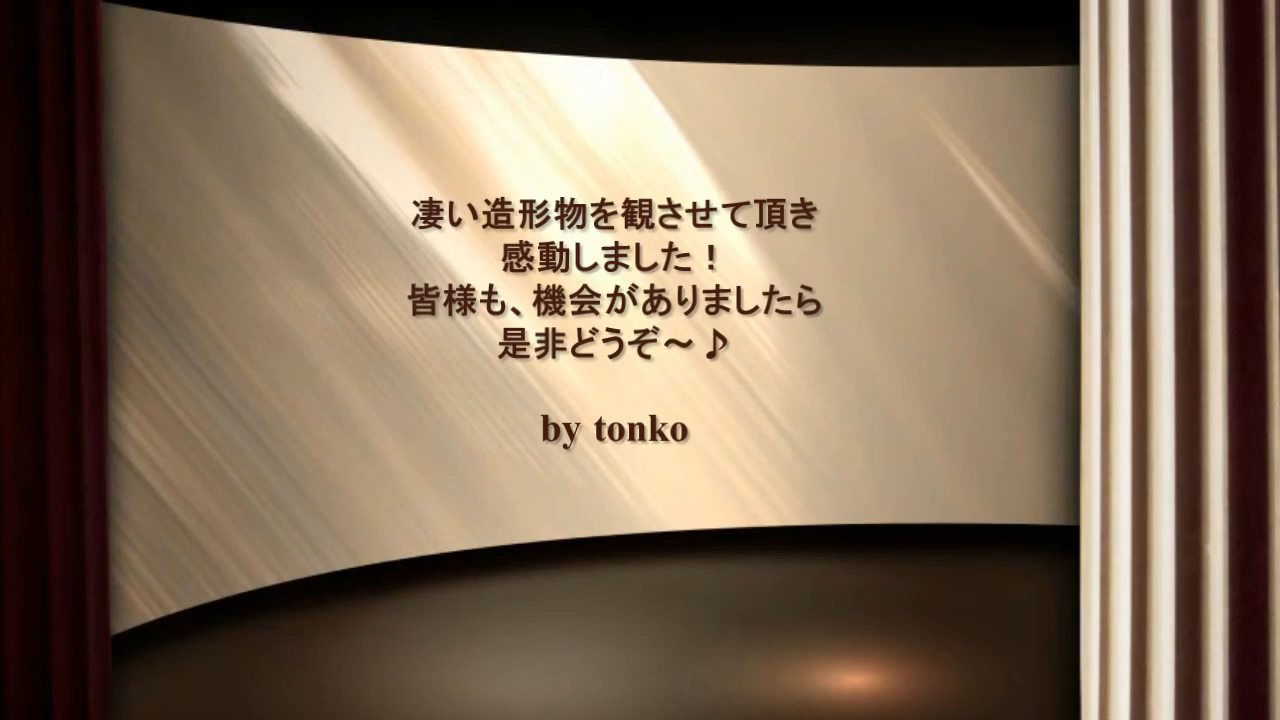 凄い造形物を観させて頂き
感動しました！
皆様も、機会がありましたら
是非どうぞ～♪
by tonko